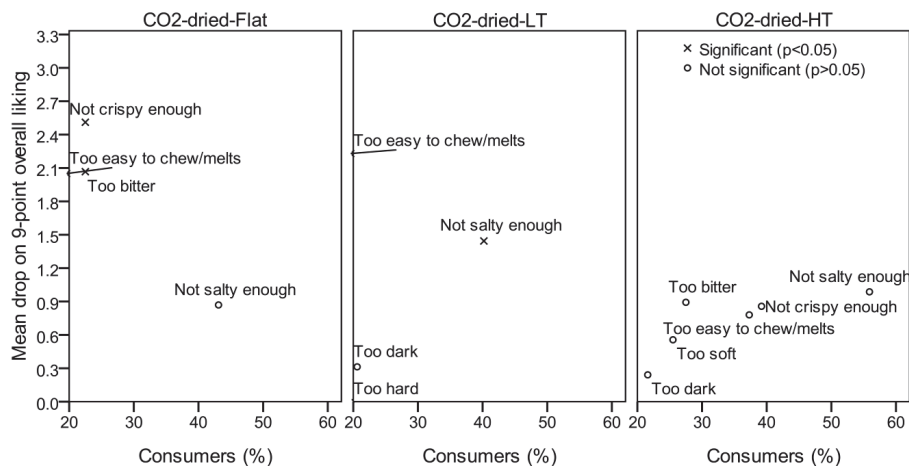 CO2-dried-Flat
CO2-dried-LT
CO2-dried-HT
Mean drop on 9-point overall liking
3.3
3.0
2.7
2.4
2.1
1.8
1.5
1.2
0.9
0.6
0.3
0.0
Not crispy enough
Too easy to chew/melts
Too bitter
Not salty enough
20 30 40 50 60
Consumers (%)
Too easy to chew/melts
Not salty enough
Too dark
Too hard
20 30 40 50 60
Consumers (%)
Significant (p<0.05)
Not significant (p>0.05)
Not salty enough
Too bitter
Not crispy enough
Too easy to chew/melts
Too soft
Too dark
20 30 40 50 60
Consumers (%)